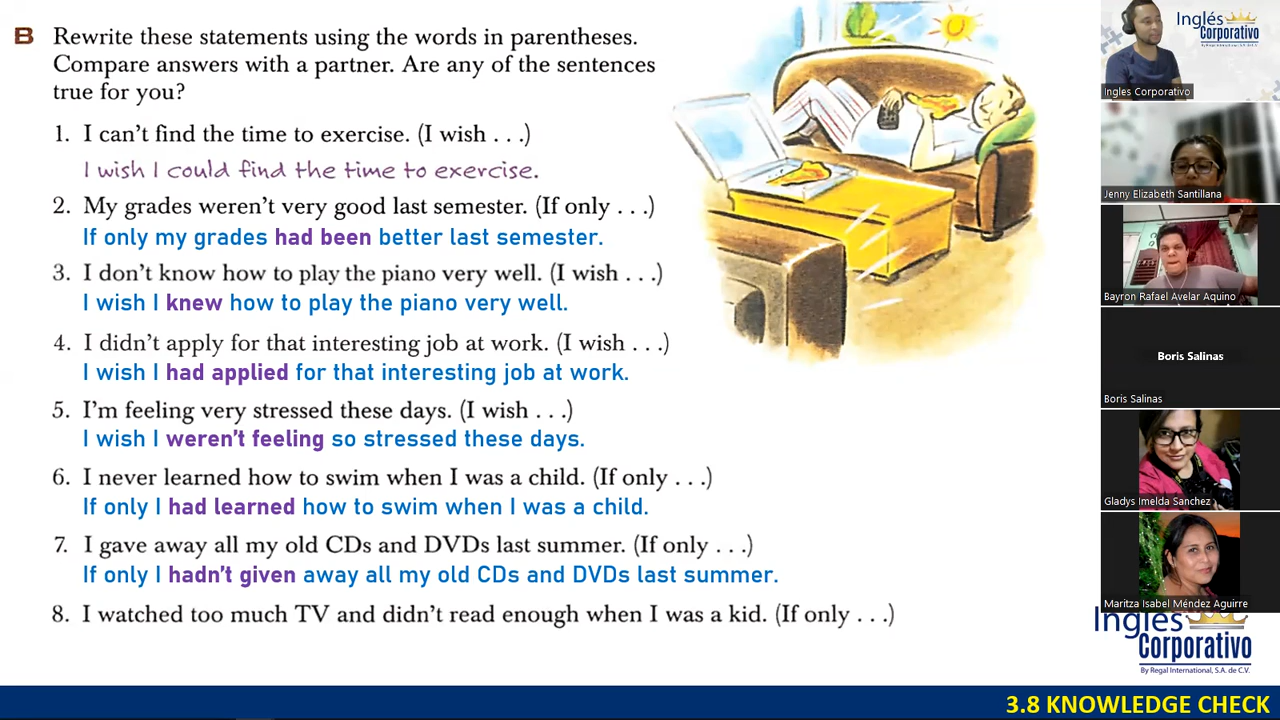 B Rewrite these statements using the words in parentheses.
Compare answers with a partner. Are any of the sentences
true for you?
1. I can't find the time to exercise. (I wish . . .)
I wish I could find the time to exercise.
2. My grades weren't very good last semester. (If only . . .)
If only my grades had been better last semester.
3. I don't know how to play the piano very well. (I wish . . .)
I wish I knew how to play the piano very well.
4. I didn't apply for that interesting job at work. (I wish . . .)
I wish I had applied for that interesting job at work.
5. I'm feeling very stressed these days. (I wish . . .)
I wish I weren't feeling so stressed these days.
6. I never learned how to swim when I was a child. (If only . . .)
If only I had learned how to swim when I was a child.
7. I gave away all my old CDs and DVDs last summer. (If only . . .)
If only I hadn't given away all my old CDs and DVDs last summer.
8. I watched too much TV and didn't read enough when I was a kid. (If only . . .)
Inglés
Corporativo
By Regal International, S.A. de C.V.
Ingles Corporativo
Jenny Elizabeth Santillana
Bayron Rafael Avelar Aquino
Boris Salinas
Boris Salinas
Gladys Imelda Sanchez
Maritza Isabel Méndez Aguirre
Inglés
Corporativo
By Regal International, S.A. de C.V.
3.8 KNOWLEDGE CHECK